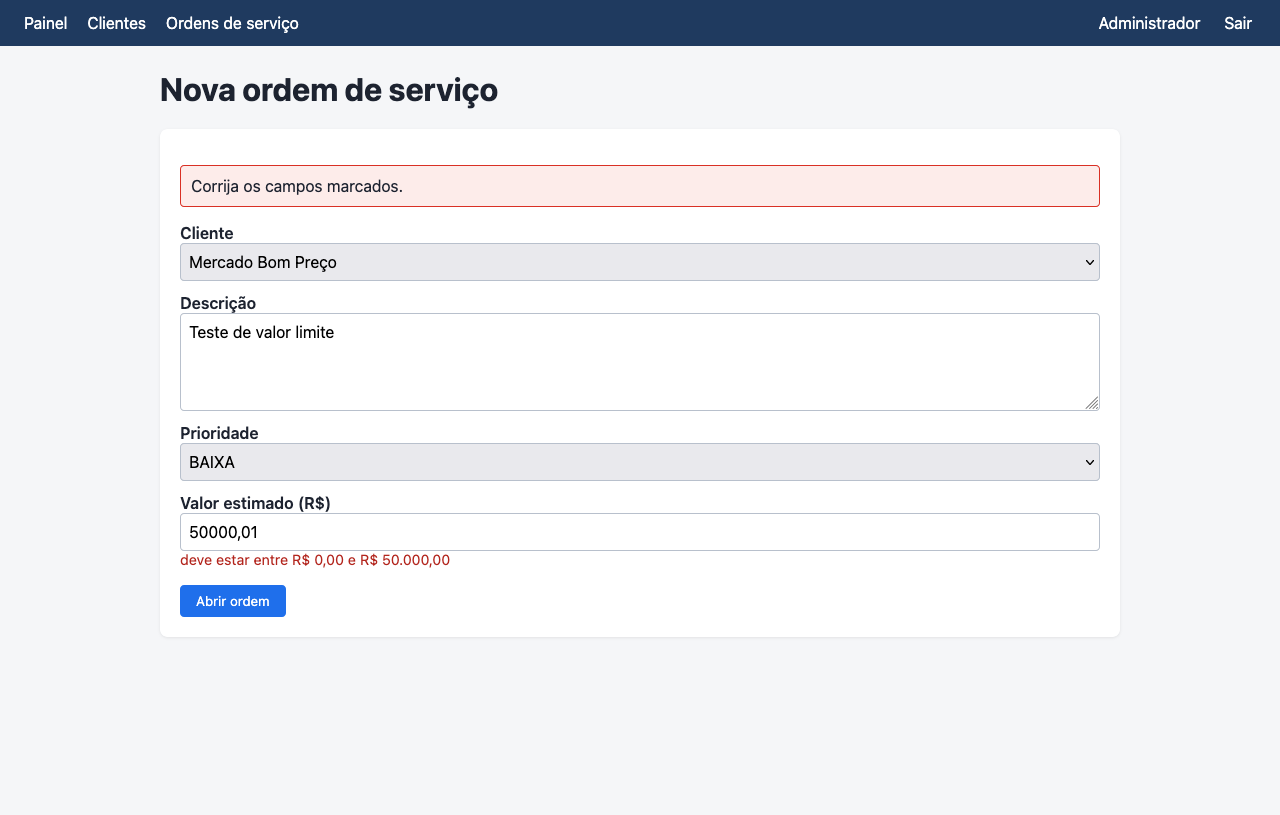 Painel Clientes Ordens de serviço Administrador Sair
Nova ordem de serviço
Corrija os campos marcados.
Cliente
Mercado Bom Preço
Descrição
Teste de valor limite
Prioridade
BAIXA
Valor estimado (R$)
50000,01
deve estar entre R$ 0,00 e R$ 50.000,00
Abrir ordem